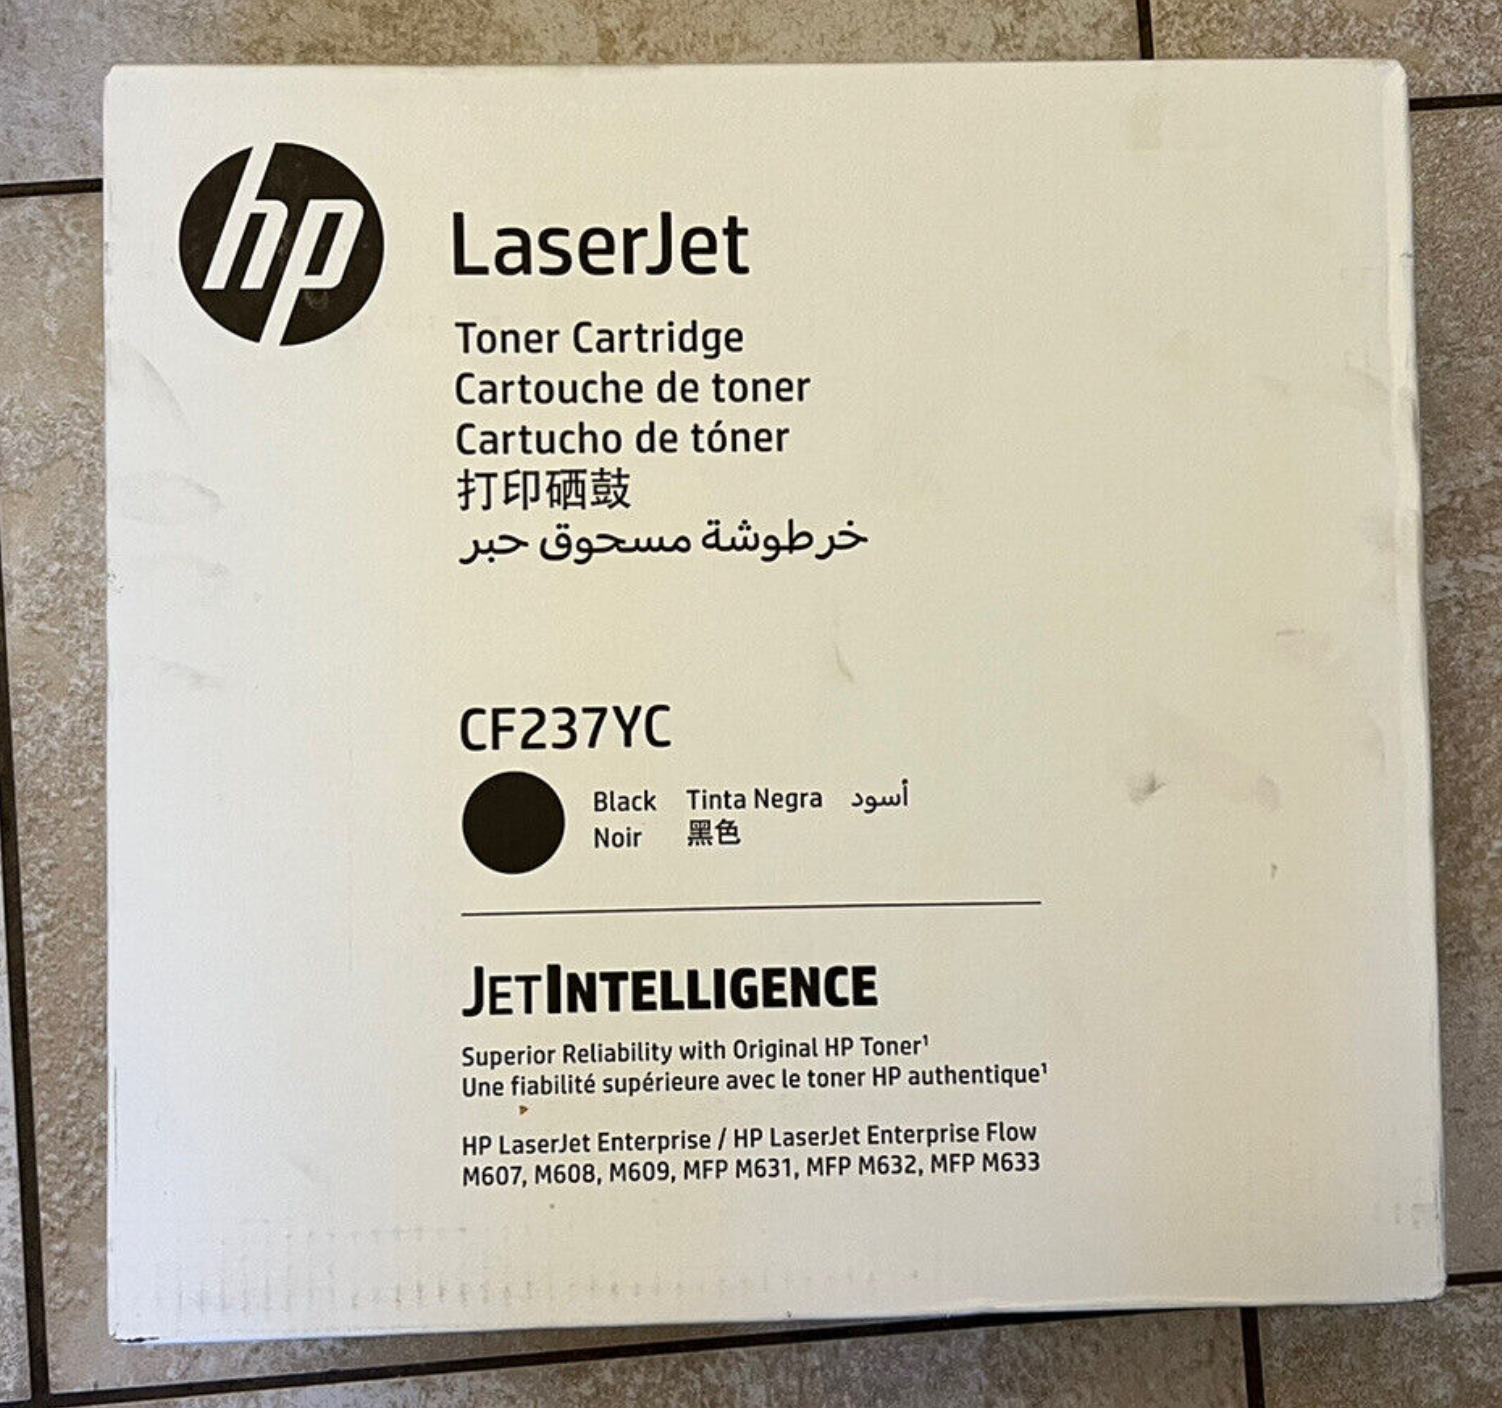 hp
LaserJet
Toner Cartridge
Cartouche de toner
Cartucho de tóner
打印硒鼓
خرطوشة مسحوق حبر
CF237YC
Black Tinta Negra أسود
Noir 黑色
JETINTELLIGENCE
Superior Reliability with Original HP Toner¹
Une fiabilité supérieure avec le toner HP authentique¹
HP LaserJet Enterprise / HP LaserJet Enterprise Flow
M607, M608, M609, MFP M631, MFP M632, MFP M633